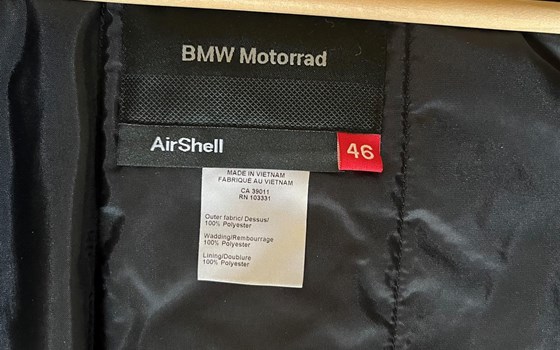 BMW Motorrad
AirShell
46
MADE IN VIETNAM
FABRIQUE AU VIETNAM
CA 39011
RN 103331
Outer fabric/ Dessus/
100% Polyester
Wadding/Rembourrage
100% Polyester
Lining/Doublure
100% Polyester